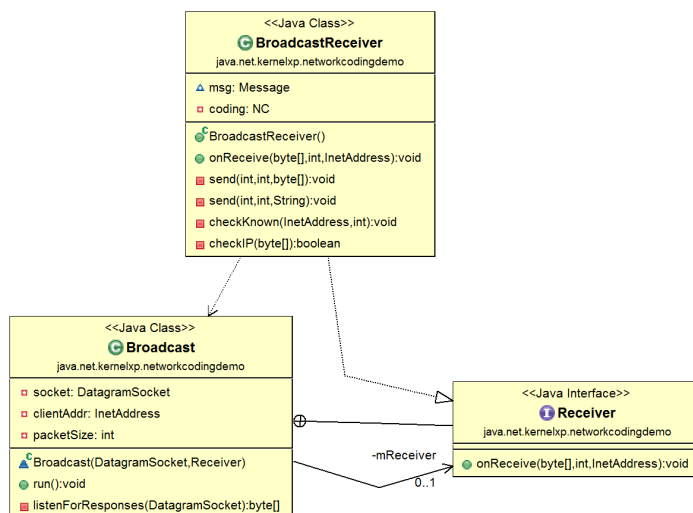 <<Java Class>>
BroadcastReceiver
java.net.kernelxp.networkcodingdemo
msg: Message
coding: NC
BroadcastReceiver()
onReceive(byte[],int,InetAddress):void
send(int,int,byte[]):void
send(int,int,String):void
checkKnown(InetAddress,int):void
checkIP(byte[]):boolean
<<Java Class>>
Broadcast
java.net.kernelxp.networkcodingdemo
socket: DatagramSocket
clientAddr: InetAddress
packetSize: int
Broadcast(DatagramSocket,Receiver)
run():void
listenForResponses(DatagramSocket):byte[]
-mReceiver
0..1
<<Java Interface>>
Receiver
java.net.kernelxp.networkcodingdemo
onReceive(byte[],int,InetAddress):void